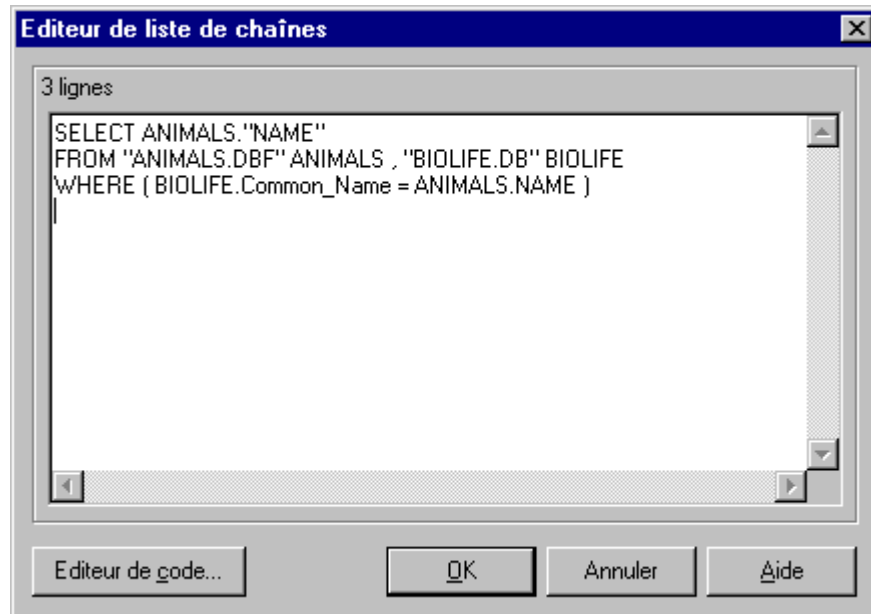 Editeur de liste de chaînes
3 lignes
SELECT ANIMALS."NAME"
FROM "ANIMALS.DBF" ANIMALS , "BIOLIFE.DB" BIOLIFE
WHERE ( BIOLIFE.Common_Name = ANIMALS.NAME )
Editeur de code... OK Annuler Aide